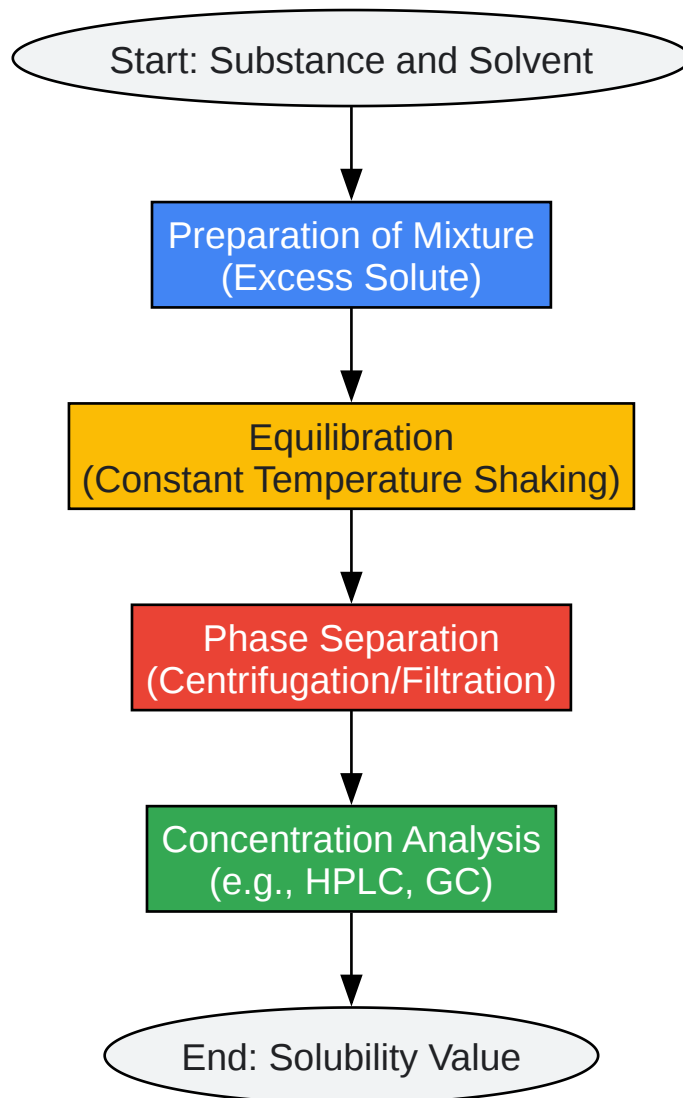 Start: Substance and Solvent
Preparation of Mixture
(Excess Solute)
Equilibration
(Constant Temperature Shaking)
Phase Separation
(Centrifugation/Filtration)
Concentration Analysis
(e.g., HPLC, GC)
End: Solubility Value